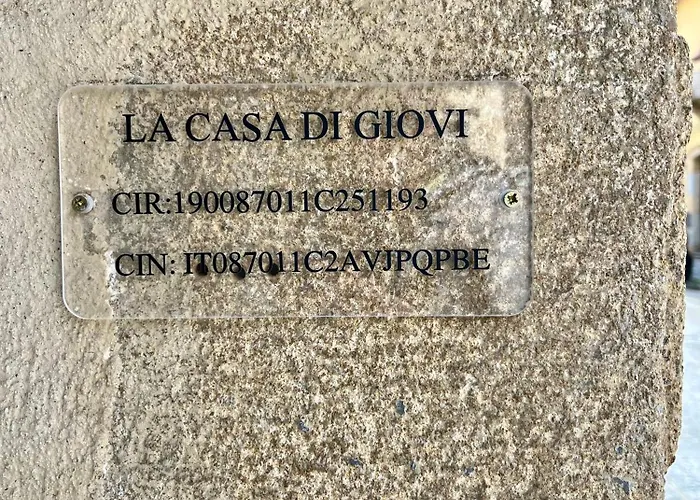 LA CASA DI GIOVI
CIR:190087011C251193
CIN: IT087011C2AVJPQPBE